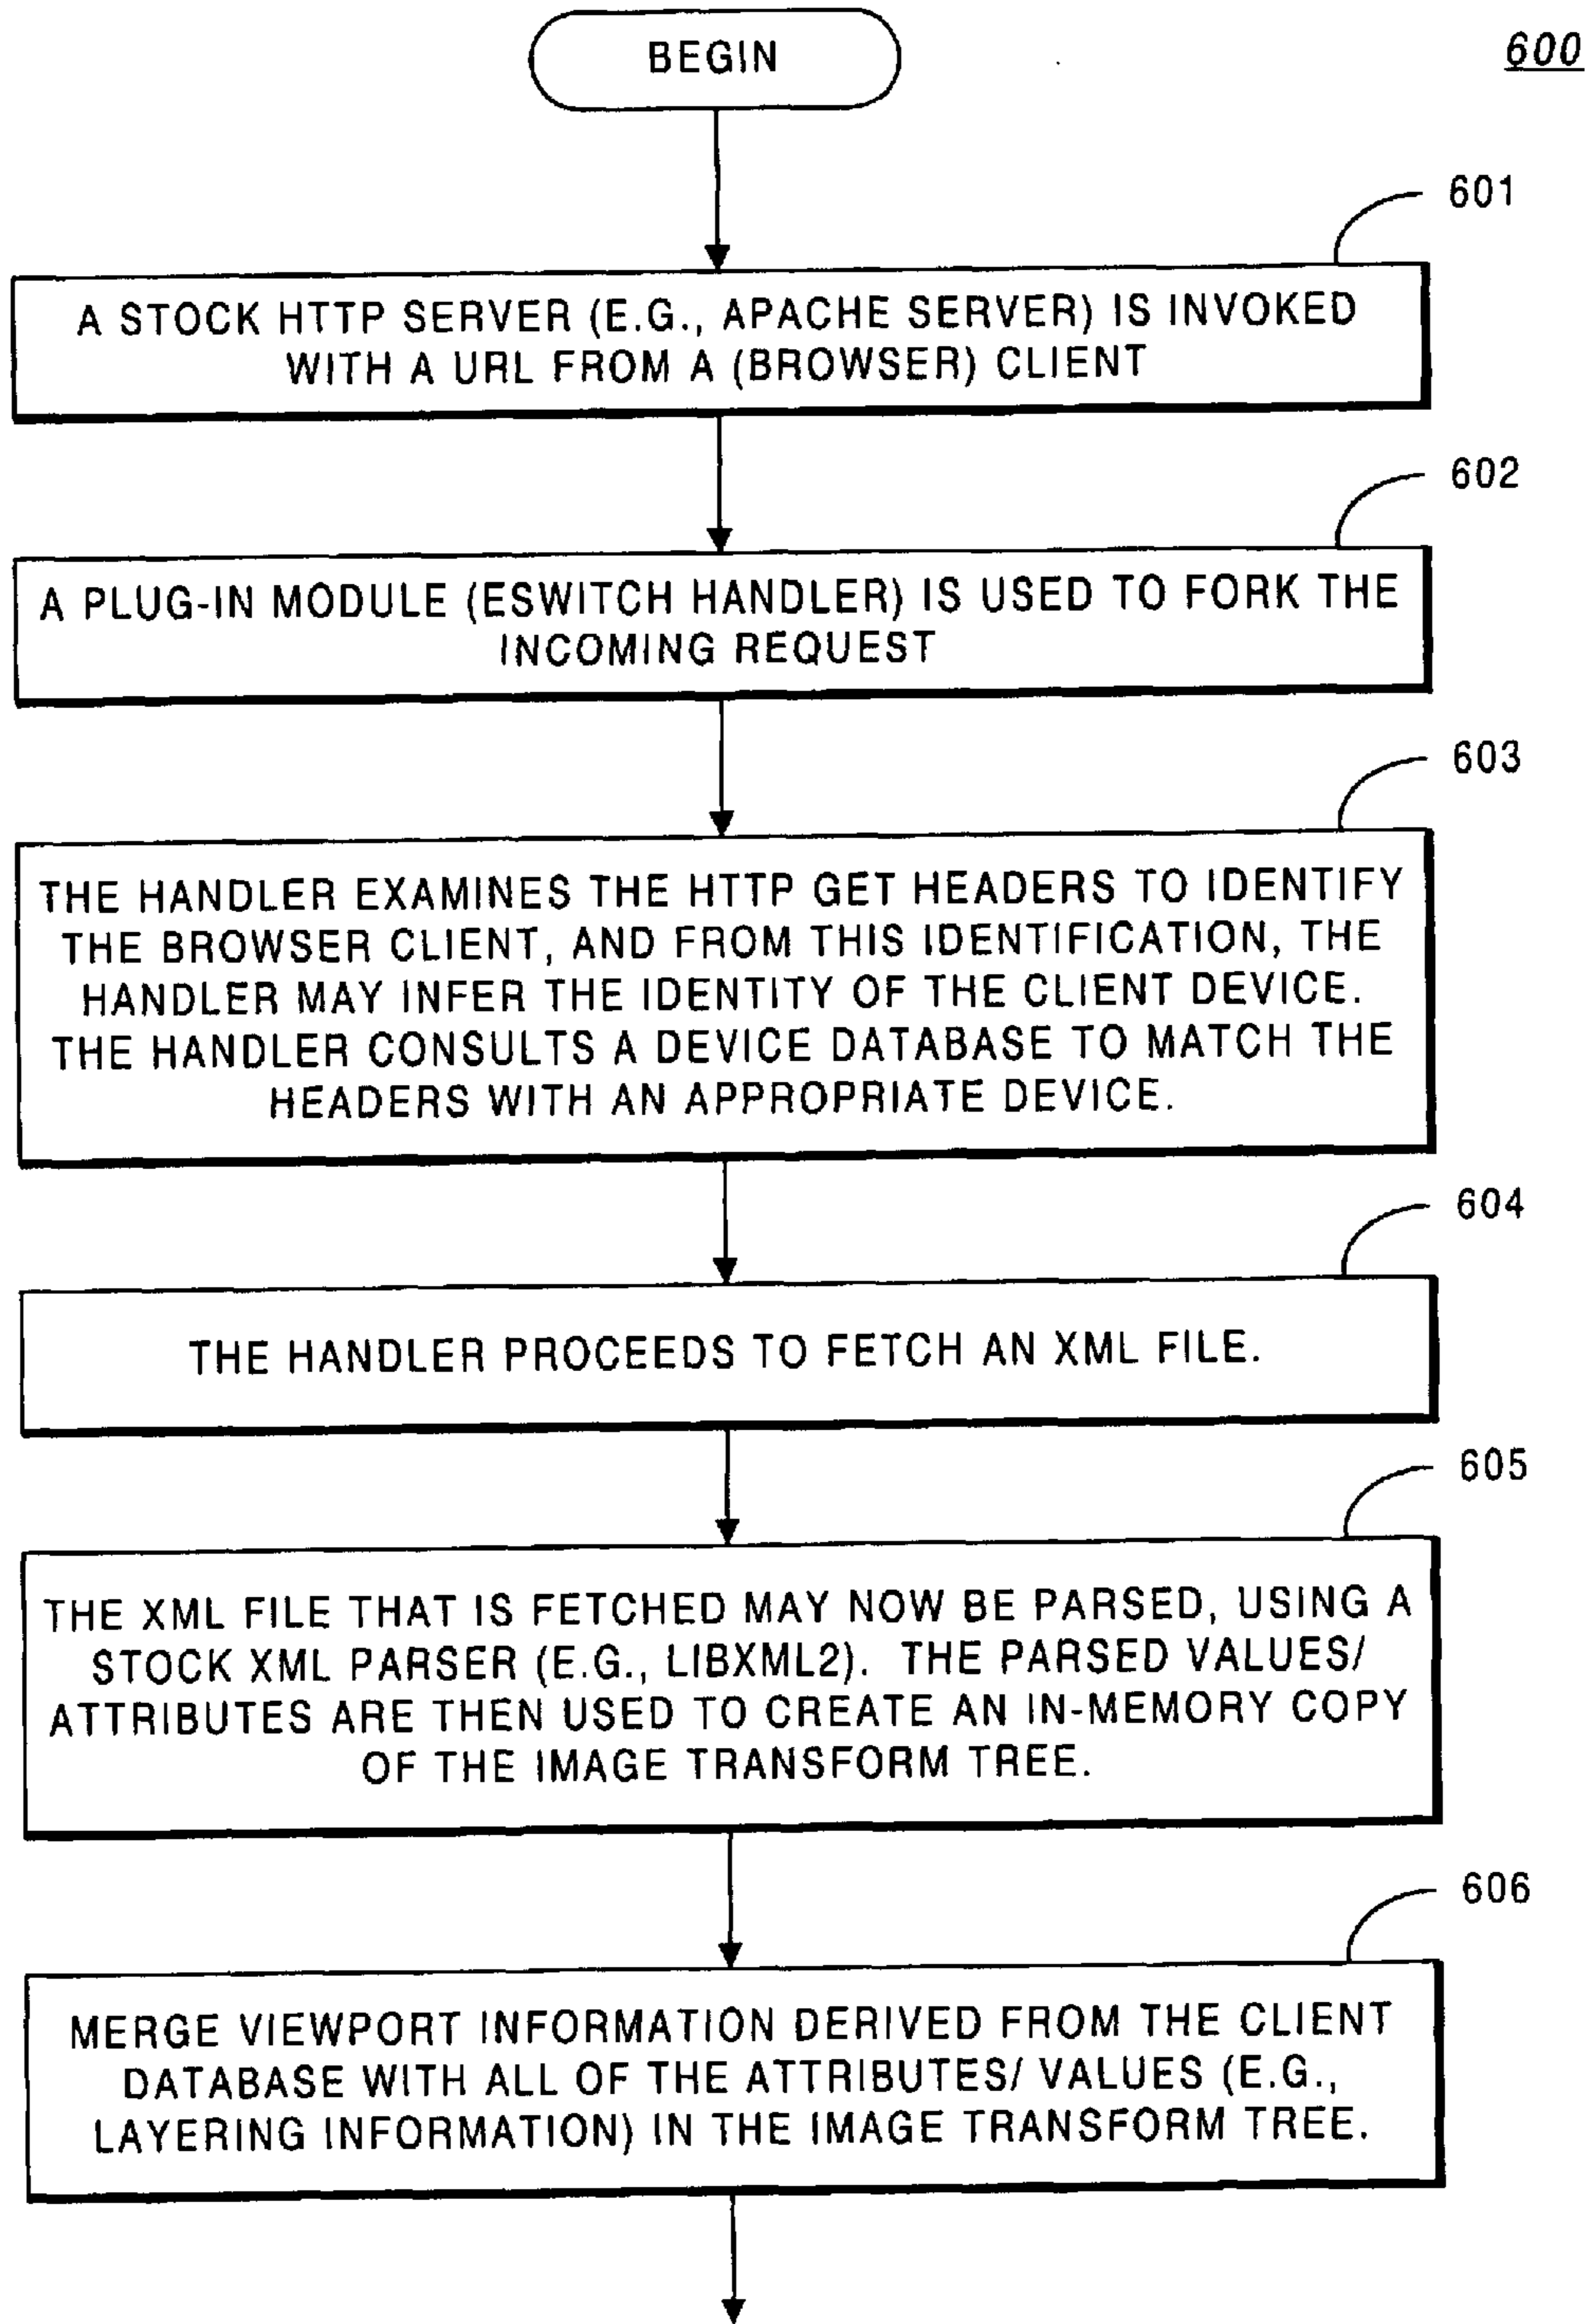 BEGIN
600
601
A STOCK HTTP SERVER (E.G., APACHE SERVER) IS INVOKED
WITH A URL FROM A (BROWSER) CLIENT
602
A PLUG-IN MODULE (ESWITCH HANDLER) IS USED TO FORK THE
INCOMING REQUEST
603
THE HANDLER EXAMINES THE HTTP GET HEADERS TO IDENTIFY
THE BROWSER CLIENT, AND FROM THIS IDENTIFICATION, THE
HANDLER MAY INFER THE IDENTITY OF THE CLIENT DEVICE.
THE HANDLER CONSULTS A DEVICE DATABASE TO MATCH THE
HEADERS WITH AN APPROPRIATE DEVICE.
604
THE HANDLER PROCEEDS TO FETCH AN XML FILE.
605
THE XML FILE THAT IS FETCHED MAY NOW BE PARSED, USING A
STOCK XML PARSER (E.G., LIBXML2). THE PARSED VALUES/
ATTRIBUTES ARE THEN USED TO CREATE AN IN-MEMORY COPY
OF THE IMAGE TRANSFORM TREE.
606
MERGE VIEWPORT INFORMATION DERIVED FROM THE CLIENT
DATABASE WITH ALL OF THE ATTRIBUTES/ VALUES (E.G.,
LAYERING INFORMATION) IN THE IMAGE TRANSFORM TREE.